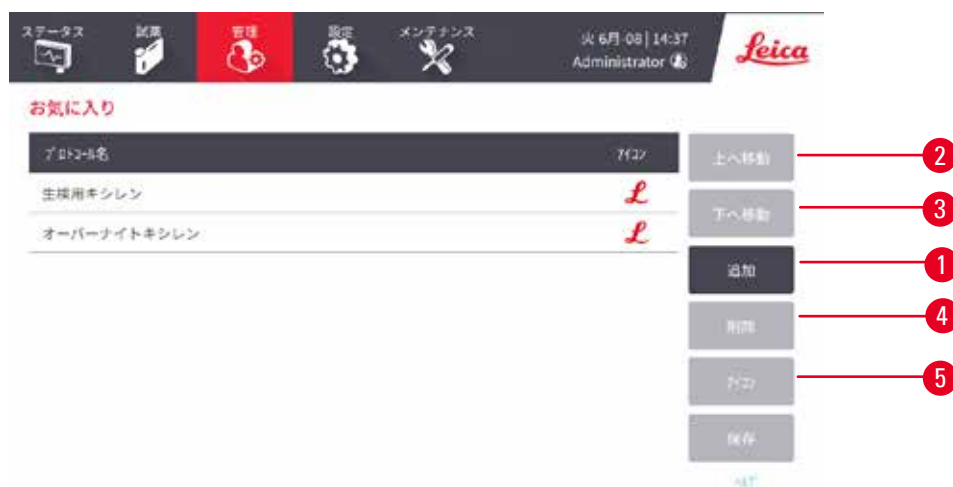 ステータス 試薬 管理 設定 メンテナンス 火 6月-08 | 14:37 Leica
Administrator
お気に入り
プロトコール名 アイコン
生検用キシレン
オーバーナイトキシレン
上へ移動
下へ移動
追加
削除
アイコン
保存
ヘルプ
2
3
1
4
5